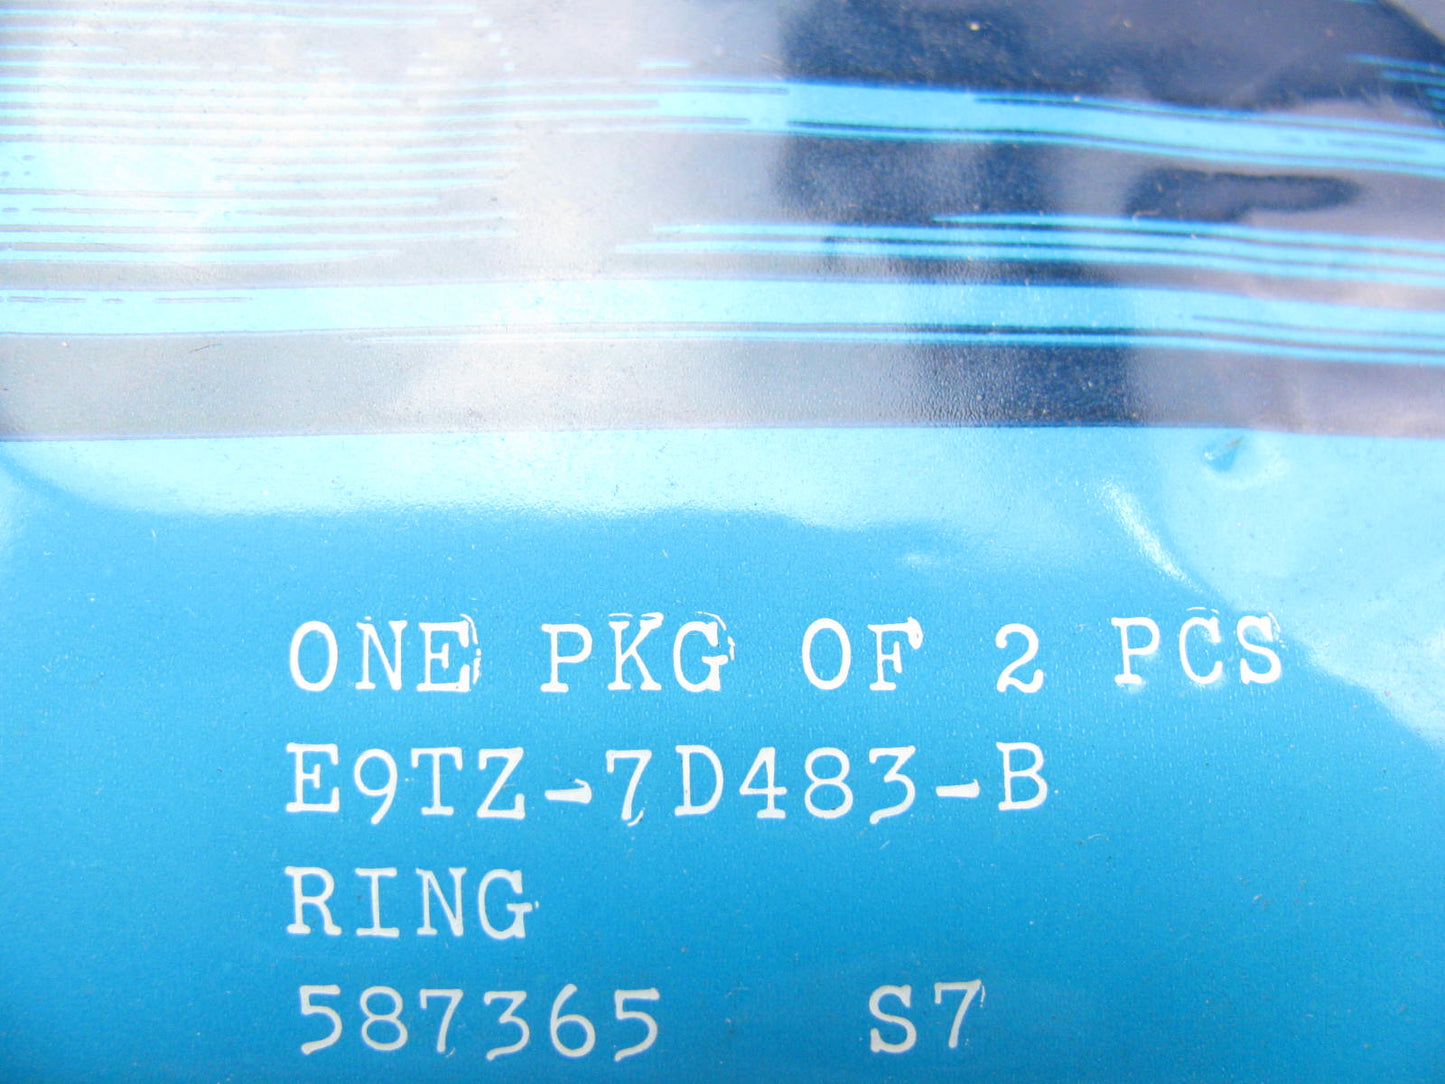 ONE PKG OF 2 PCS
E9TZ-7D483-B
RING
587365 S7